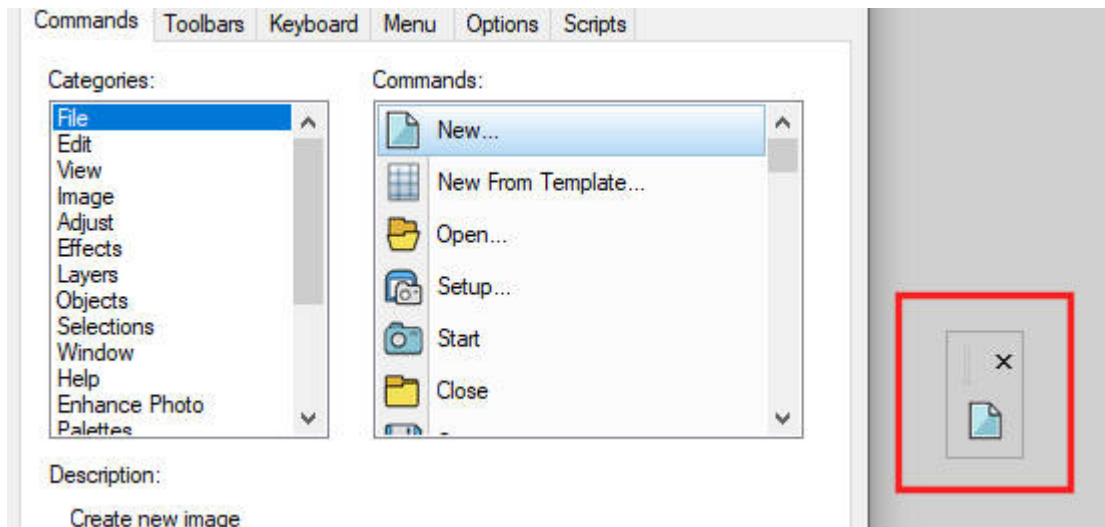 Commands Toolbars Keyboard Menu Options Scripts
Categories:
File
Edit
View
Image
Adjust
Effects
Layers
Objects
Selections
Window
Help
Enhance Photo
Palettes
Commands:
New...
New From Template...
Open...
Setup...
Start
Close
Description:
Create new image